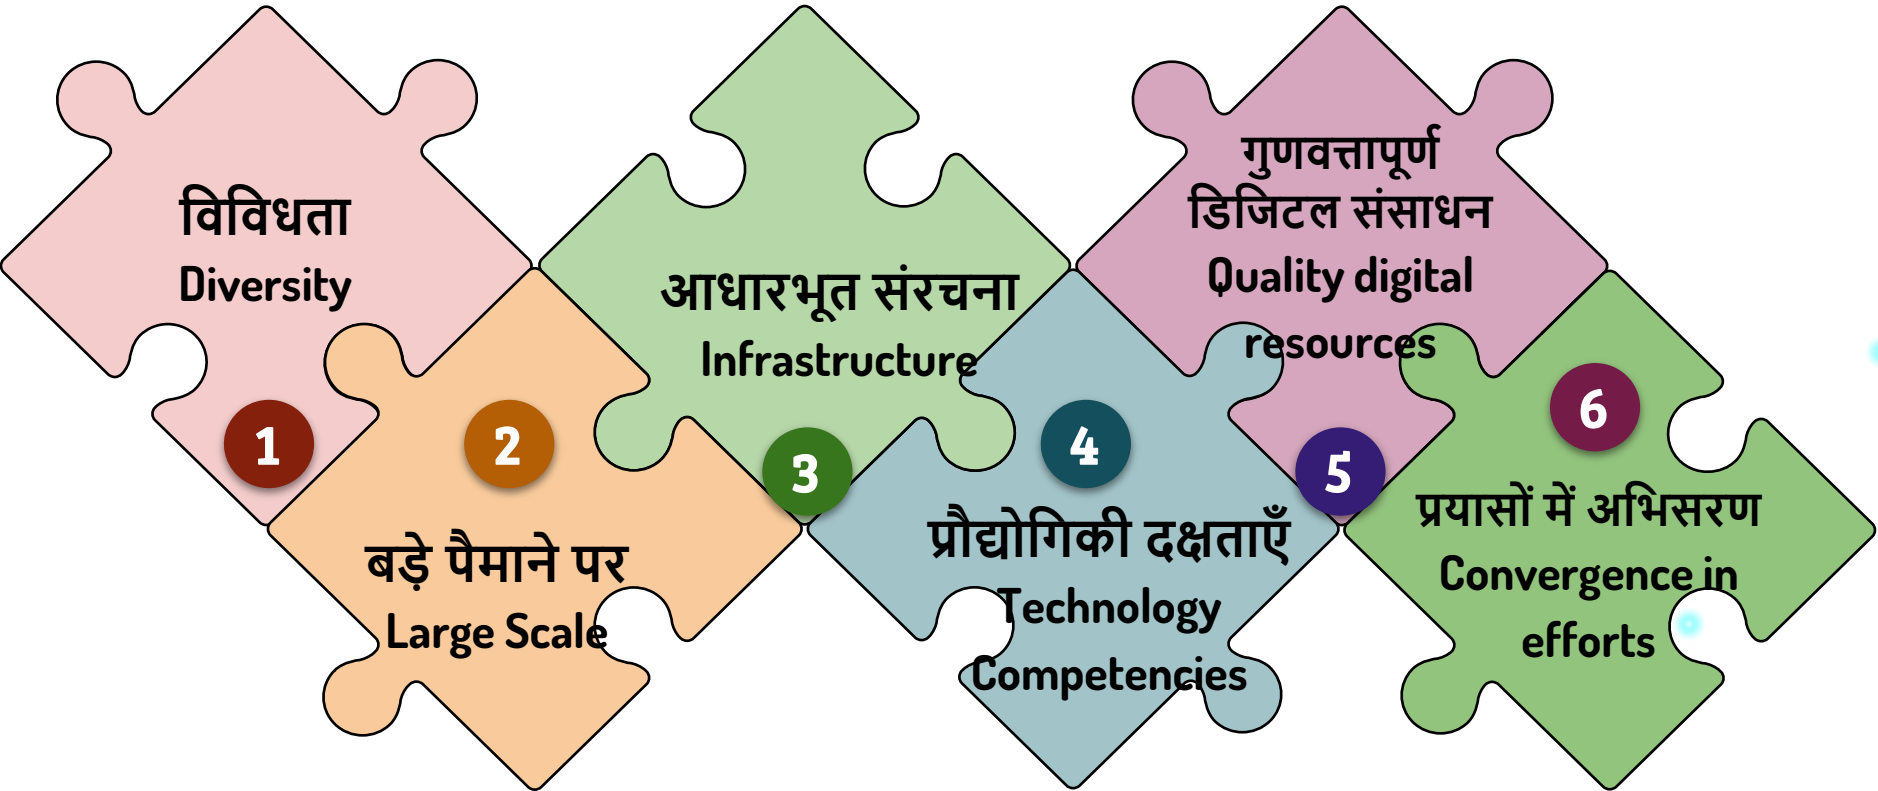 विविधता
Diversity
1
बड़े पैमाने पर
Large Scale
2
आधारभूत संरचना
Infrastructure
3
प्रौद्योगिकी दक्षताएँ
Technology
Competencies
4
गुणवत्तापूर्ण
डिजिटल संसाधन
Quality digital
resources
5
6
प्रयासों में अभिसरण
Convergence in
efforts